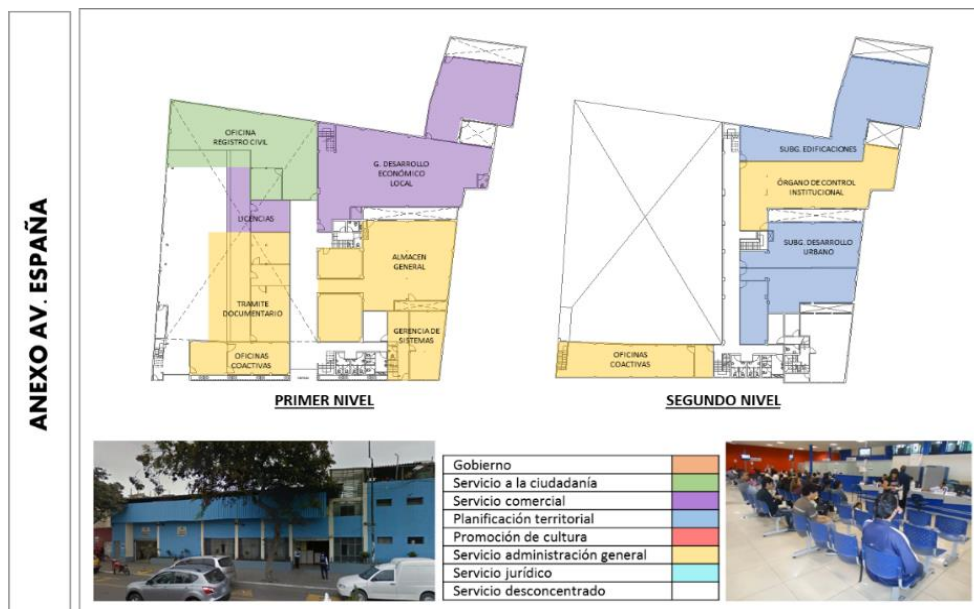 ANEXO AV. ESPAÑA
OFICINA
REGISTRO CIVIL
G. DESARROLLO
ECONÓMICO
LOCAL
LICENCIAS
ALMACEN
GENERAL
TRAMITE
DOCUMENTARIO
GERENCIA DE
SISTEMAS
OFICINAS
COACTIVAS
PRIMER NIVEL
SUBG. EDIFICACIONES
ÓRGANO DE CONTROL
INSTITUCIONAL
SUBG. DESARROLLO
URBANO
OFICINAS
COACTIVAS
SEGUNDO NIVEL
Gobierno
Servicio a la ciudadanía
Servicio comercial
Planificación territorial
Promoción de cultura
Servicio administración general
Servicio jurídico
Servicio desconcentrado